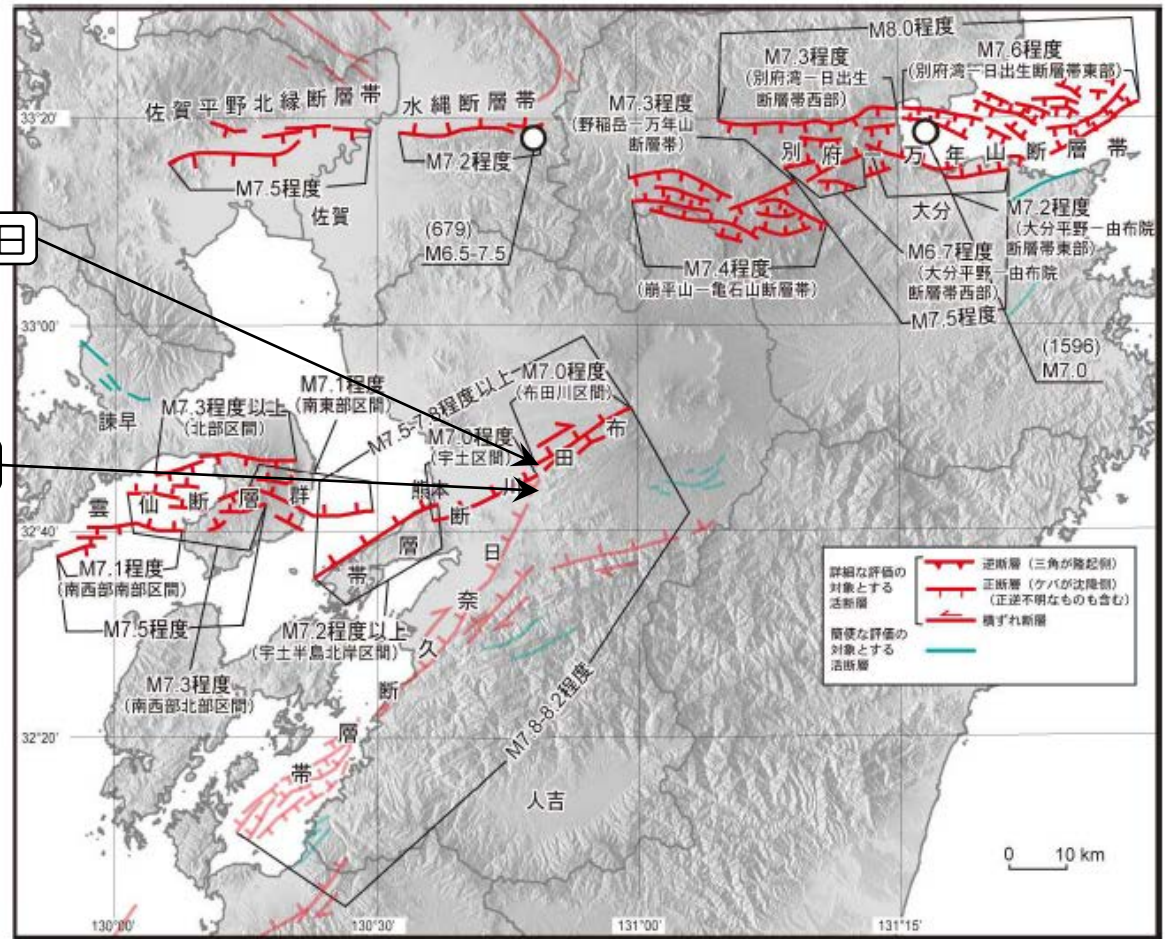 M8.0程度
M7.3程度
(別府湾ー日出生
断層帯西部)
M7.6程度
(別府湾ー日出生断層帯東部)
佐賀平野北縁断層帯
水縄断層帯
M7.3程度
(野稲岳ー万年山
断層帯)
33°20'
M7.2程度
別府ー万年山断層帯
M7.5程度
佐賀
大分
(679)
M6.5-7.5
M7.2程度
(大分平野ー由布院
断層帯東部)
M6.7程度
(大分平野ー由布院
断層帯西部)
日
M7.4程度
(崩平山ー亀石山断層帯)
M7.5程度
33°00'
(1596)
M7.0
M7.1程度
(南東部区間)
M7.5-7.8程度以上
M7.0程度
(布田川区間)
M7.3程度以上
(北部区間)
諫早
M7.0程度
(宇土区間)
布田川断層帯
熊本
雲仙断層群
32°40'
日奈久断層帯
M7.1程度
(南西部南部区間)
M7.5程度
M7.2程度以上
(宇土半島北岸区間)
M7.3程度
(南西部北部区間)
M7.8-8.2程度
詳細な評価の
対象とする
活断層
逆断層(三角が隆起側)
正断層(ケバが沈降側)
(正逆不明なものも含む)
横ずれ断層
簡便な評価の
対象とする
活断層
32°20'
人吉
0 10 km
130°00' 130°30' 131°00' 131°15'